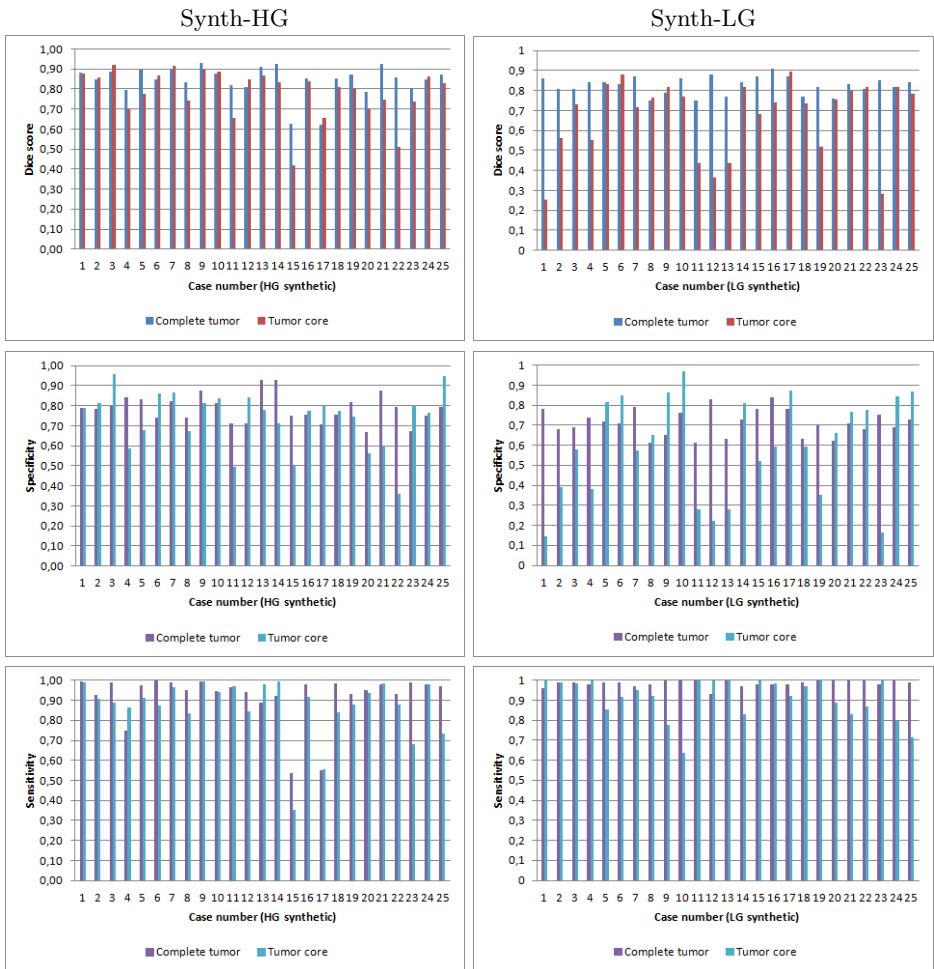 Synth-HG
Synth-LG
1,00
0,90
0,80
0,70
0,60
0,50
0,40
0,30
0,20
0,10
0,00
Dice score
1 2 3 4 5 6 7 8 9 10 11 12 13 14 15 16 17 18 19 20 21 22 23 24 25
Case number (HG synthetic)
Complete tumor Tumor core
1
0,9
0,8
0,7
0,6
0,5
0,4
0,3
0,2
0,1
0
Dice score
1 2 3 4 5 6 7 8 9 10 11 12 13 14 15 16 17 18 19 20 21 22 23 24 25
Case number (LG synthetic)
Complete tumor Tumor core
1,00
0,90
0,80
0,70
0,60
0,50
0,40
0,30
0,20
0,10
0,00
Specificity
1 2 3 4 5 6 7 8 9 10 11 12 13 14 15 16 17 18 19 20 21 22 23 24 25
Case number (HG synthetic)
Complete tumor Tumor core
1
0,9
0,8
0,7
0,6
0,5
0,4
0,3
0,2
0,1
0
Specificity
1 2 3 4 5 6 7 8 9 10 11 12 13 14 15 16 17 18 19 20 21 22 23 24 25
Case number (LG synthetic)
Complete tumor Tumor core
1,00
0,90
0,80
0,70
0,60
0,50
0,40
0,30
0,20
0,10
0,00
Sensitivity
1 2 3 4 5 6 7 8 9 10 11 12 13 14 15 16 17 18 19 20 21 22 23 24 25
Case number (HG synthetic)
Complete tumor Tumor core
1
0,9
0,8
0,7
0,6
0,5
0,4
0,3
0,2
0,1
0
Sensitivity
1 2 3 4 5 6 7 8 9 10 11 12 13 14 15 16 17 18 19 20 21 22 23 24 25
Case number (LG synthetic)
Complete tumor Tumor core